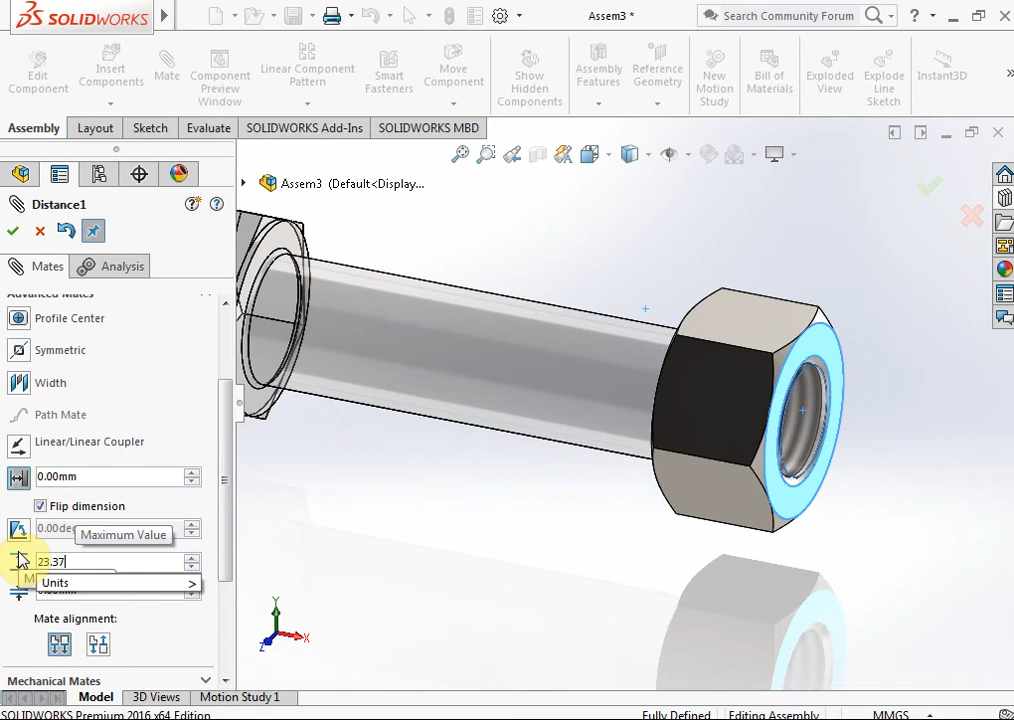 SOLIDWORKS
Assem3 *
Search Community Forum
Edit Component
Insert Components
Mate
Component Preview Window
Linear Component Pattern
Smart Fasteners
Move Component
Show Hidden Components
Assembly Features
Reference Geometry
New Motion Study
Bill of Materials
Exploded View
Explode Line Sketch
Instant3D
Assembly
Layout
Sketch
Evaluate
SOLIDWORKS Add-Ins
SOLIDWORKS MBD
Assem3 (Default<Display...
Distance1
Mates
Analysis
Advanced Mates
Profile Center
Symmetric
Width
Path Mate
Linear/Linear Coupler
0.00mm
Flip dimension
0.00deg
Maximum Value
23.37
Units >
Mate alignment:
Mechanical Mates
Y
X
Z
Model
3D Views
Motion Study 1
SOLIDWORKS Premium 2016 x64 Edition
Fully Defined
Editing Assembly
MMGS